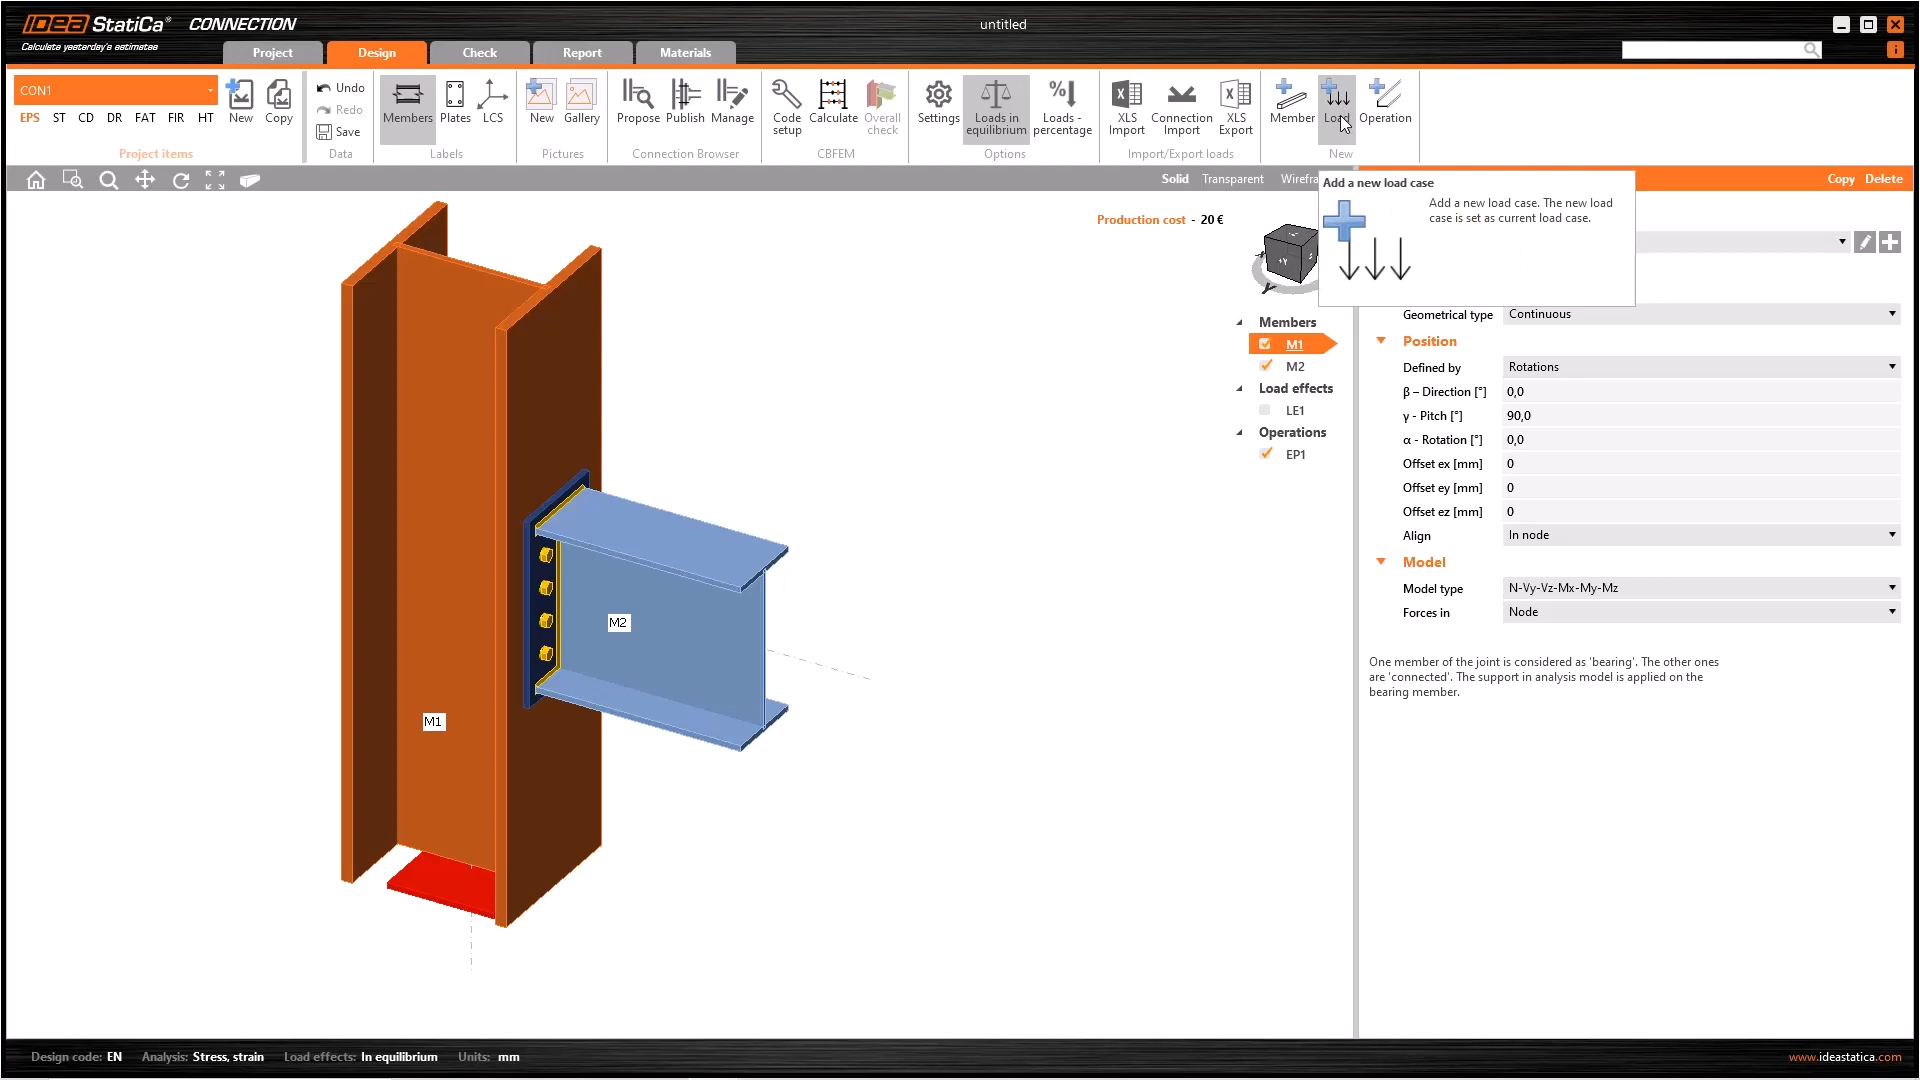 IDEA StatiCa® CONNECTION
Calculate yesterday's estimates
untitled
Project
Design
Check
Report
Materials
CON1
EPS ST CD DR FAT FIR HT
New
Copy
Project items
Undo
Redo
Save
Data
Members
Plates
LCS
Labels
New
Gallery
Pictures
Propose
Publish
Manage
Connection Browser
Code setup
Calculate
Overall check
CBFEM
Settings
Loads in equilibrium
Loads - percentage
Options
XLS Import
Connection Import
XLS Export
Import/Export loads
Member
Load
Operation
New
Solid
Transparent
Wirefra
Copy
Delete
Add a new load case
Add a new load case. The new load
case is set as current load case.
Production cost - 20 €
+Y
Y
Members
M1
M2
Load effects
LE1
Operations
EP1
Geometrical type Continuous
Position
Defined by Rotations
β – Direction [°] 0,0
γ - Pitch [°] 90,0
α - Rotation [°] 0,0
Offset ex [mm] 0
Offset ey [mm] 0
Offset ez [mm] 0
Align In node
Model
Model type N-Vy-Vz-Mx-My-Mz
Forces in Node
One member of the joint is considered as 'bearing'. The other ones
are 'connected'. The support in analysis model is applied on the
bearing member.
M2
M1
Design code: EN Analysis: Stress, strain Load effects: In equilibrium Units: mm
www.ideastatica.com